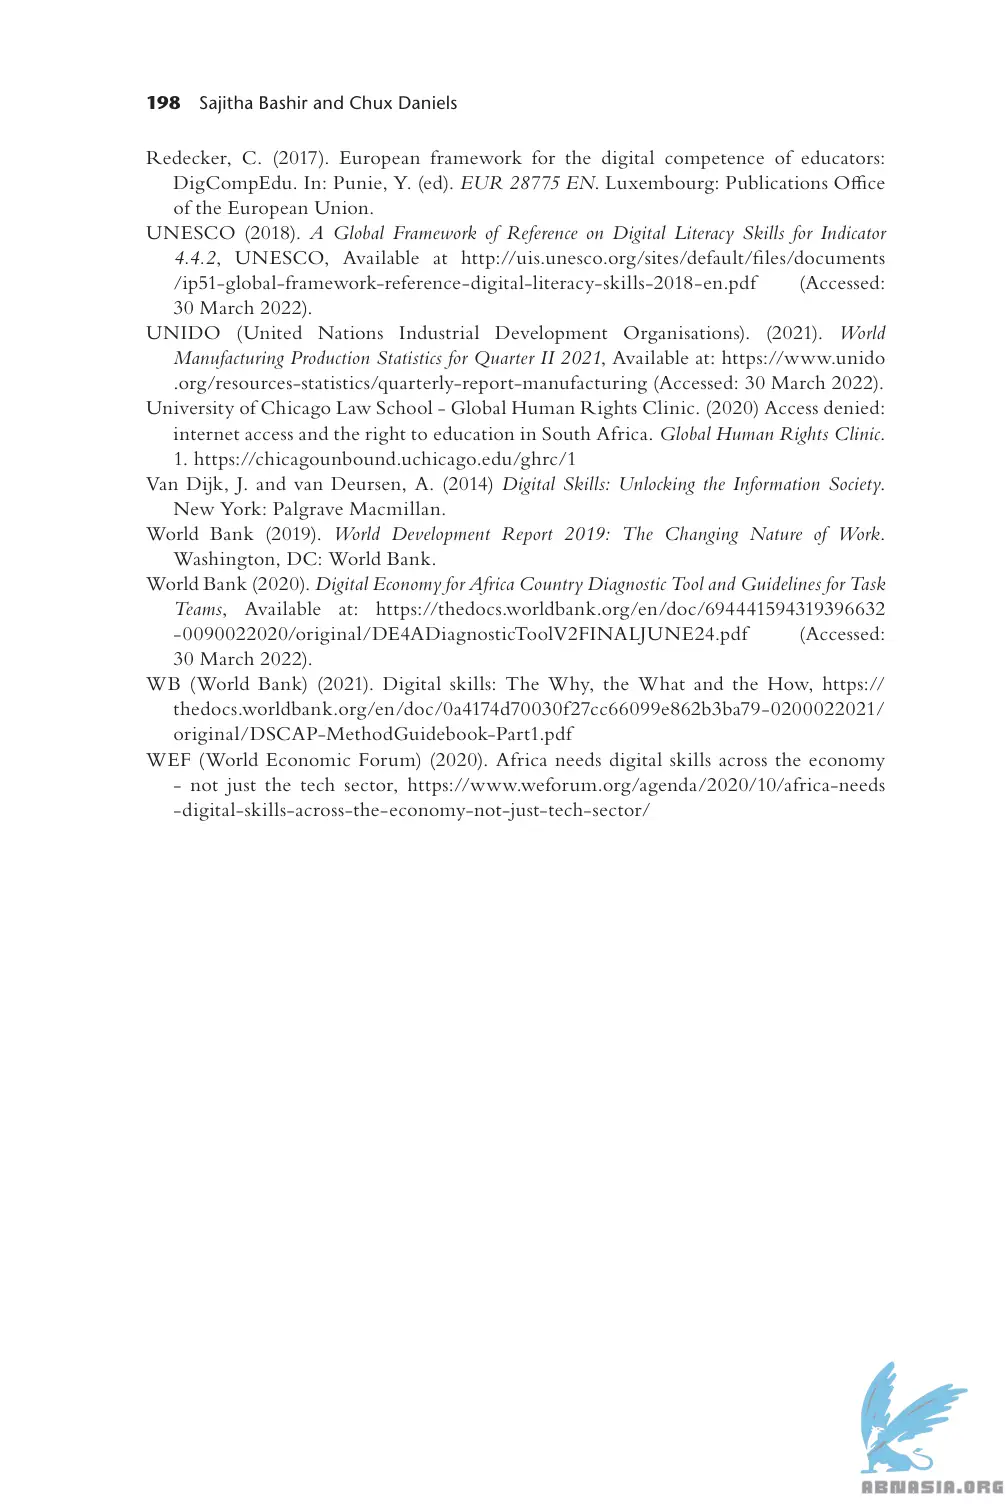 198 Sajitha Bashir and Chux Daniels
Redecker, C. (2017). European framework for the digital competence of educators:
DigCompEdu. In: Punie, Y. (ed). EUR 28775 EN. Luxembourg: Publications Office
of the European Union.
UNESCO (2018). A Global Framework of Reference on Digital Literacy Skills for Indicator
4.4.2, UNESCO, Available at http://uis.unesco.org/sites/default/files/documents
/ip51-global-framework-reference-digital-literacy-skills-2018-en.pdf (Accessed:
30 March 2022).
UNIDO (United Nations Industrial Development Organisations). (2021). World
Manufacturing Production Statistics for Quarter II 2021, Available at: https://www.unido
.org/resources-statistics/quarterly-report-manufacturing (Accessed: 30 March 2022).
University of Chicago Law School - Global Human Rights Clinic. (2020) Access denied:
internet access and the right to education in South Africa. Global Human Rights Clinic.
1. https://chicagounbound.uchicago.edu/ghrc/1
Van Dijk, J. and van Deursen, A. (2014) Digital Skills: Unlocking the Information Society.
New York: Palgrave Macmillan.
World Bank (2019). World Development Report 2019: The Changing Nature of Work.
Washington, DC: World Bank.
World Bank (2020). Digital Economy for Africa Country Diagnostic Tool and Guidelines for Task
Teams, Available at: https://thedocs.worldbank.org/en/doc/694441594319396632
-0090022020/original/DE4ADiagnosticToolV2FINALJUNE24.pdf (Accessed:
30 March 2022).
WB (World Bank) (2021). Digital skills: The Why, the What and the How, https://
thedocs.worldbank.org/en/doc/0a4174d70030f27cc66099e862b3ba79-0200022021/
original/DSCAP-MethodGuidebook-Part1.pdf
WEF (World Economic Forum) (2020). Africa needs digital skills across the economy
- not just the tech sector, https://www.weforum.org/agenda/2020/10/africa-needs
-digital-skills-across-the-economy-not-just-tech-sector/
ABNASIA.ORG